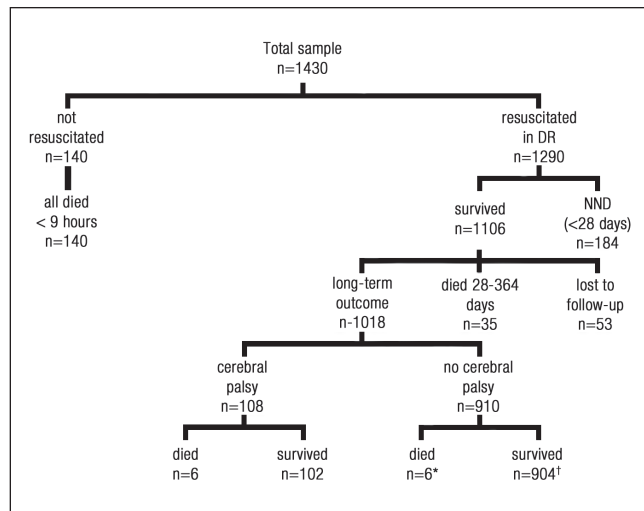 Total sample
n=1430
not
resuscitated
n=140
resuscitated
in DR
n=1290
all died
< 9 hours
n=140
survived
n=1106
NND
(<28 days)
n=184
long-term
outcome
n-1018
died 28-364
days
n=35
lost to
follow-up
n=53
cerebral
palsy
n=108
no cerebral
palsy
n=910
died
n=6
survived
n=102
died
n=6*
survived
n=904†